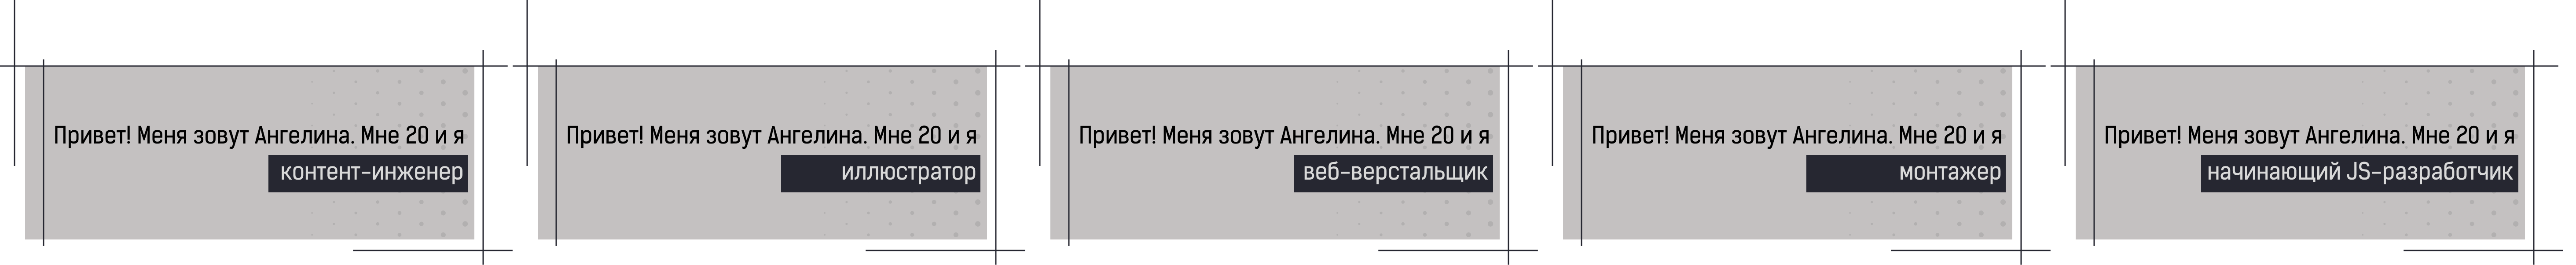 Привет! Меня зовут Ангелина. Мне 20 и я
контент-инженер
Привет! Меня зовут Ангелина. Мне 20 и я
иллюстратор
Привет! Меня зовут Ангелина. Мне 20 и я
веб-верстальщик
Привет! Меня зовут Ангелина. Мне 20 и я
монтажер
Привет! Меня зовут Ангелина. Мне 20 и я
начинающий JS-разработчик